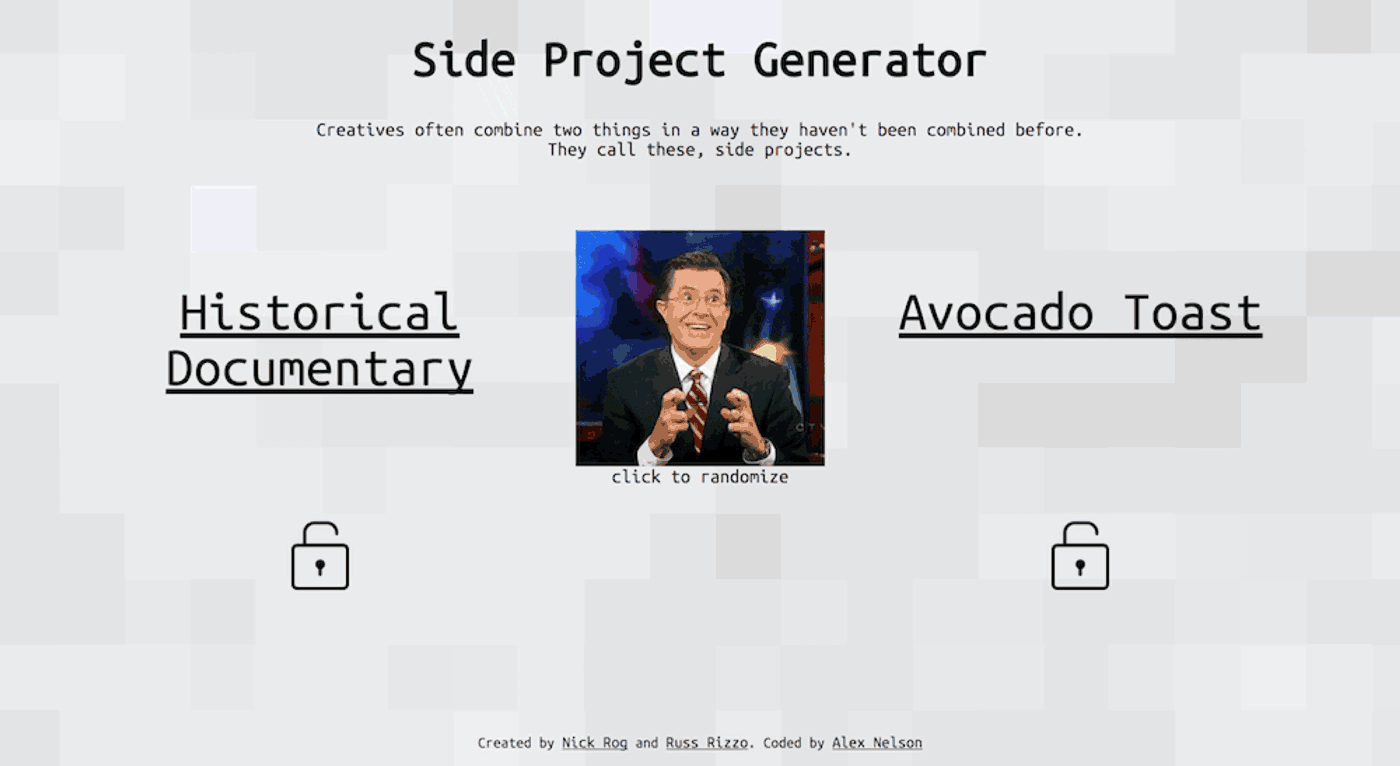 Side Project Generator
Creatives often combine two things in a way they haven't been combined before.
They call these, side projects.
Historical
Documentary
Avocado Toast
click to randomize
Created by Nick Rog and Russ Rizzo. Coded by Alex Nelson